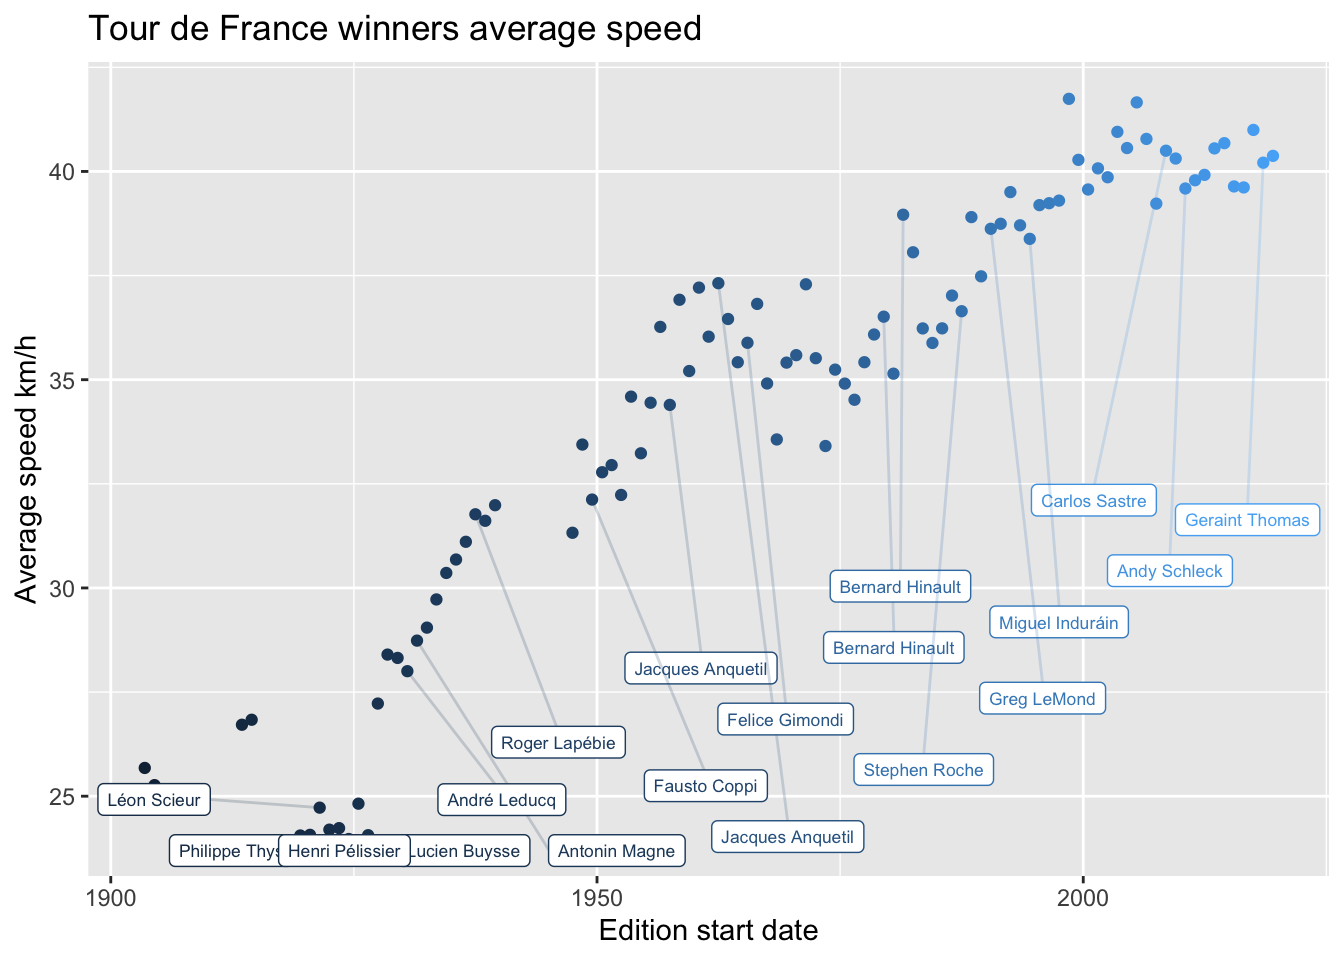 Tour de France winners average speed
Average speed km/h
40
35
30
25
Carlos Sastre
Geraint Thomas
Andy Schleck
Bernard Hinault
Miguel Induráin
Bernard Hinault
Jacques Anquetil
Greg LeMond
Felice Gimondi
Roger Lapébie
Stephen Roche
Fausto Coppi
Léon Scieur
André Leducq
Jacques Anquetil
Philippe Thys
Henri Pélissier
Lucien Buysse
Antonin Magne
1900
1950
2000
Edition start date